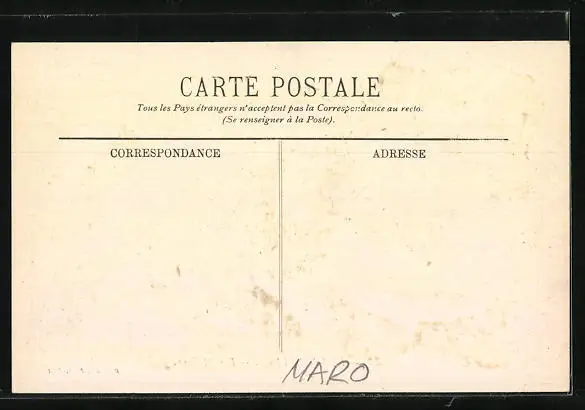 CARTE POSTALE
Tous les Pays étrangers n'acceptent pas la Correspondance au recto.
(Se renseigner à la Poste).
CORRESPONDANCE
ADRESSE
MARO